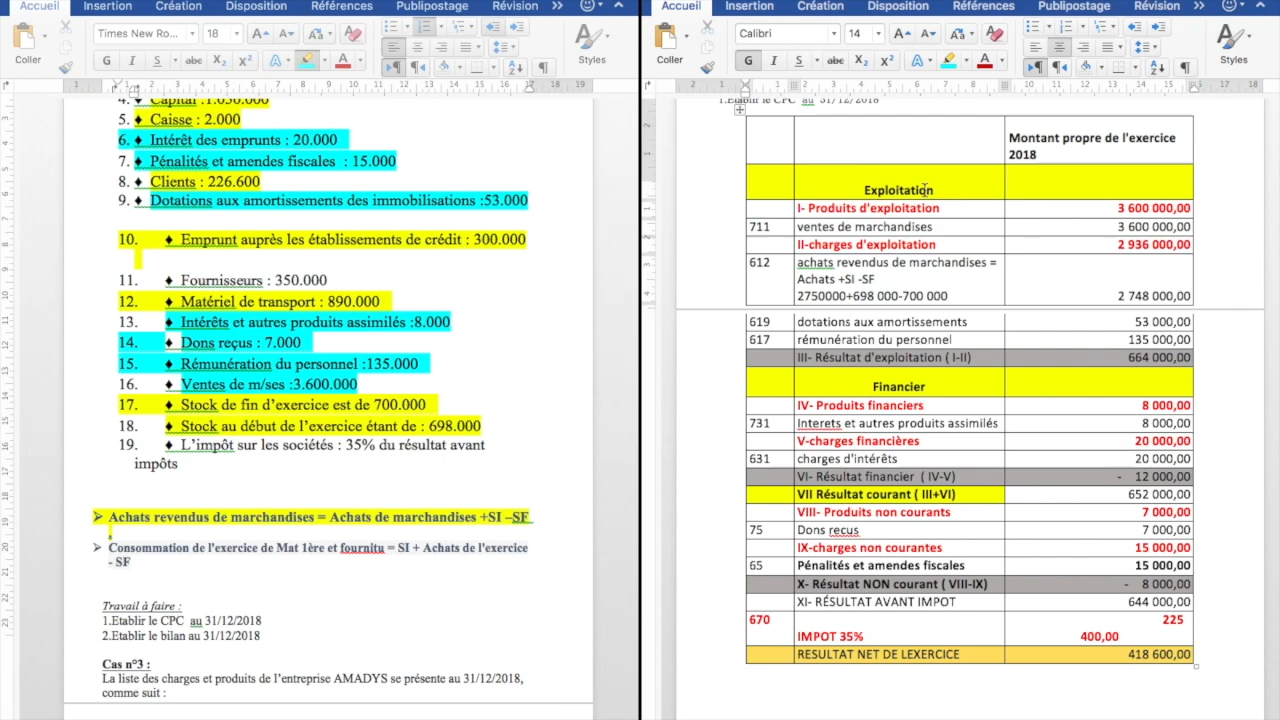 Accueil Insertion Création Disposition Publipostage Révision >>
Times New Ro... 18
Coller
G I S abc X2 X2 A A
Styles
4. ♦ Capital :1.050.000
5. ♦ Caisse : 2.000
6. ♦ Intérêt des emprunts : 20.000
7. ♦ Pénalités et amendes fiscales : 15.000
8. ♦ Clients : 226.600
9. ♦ Dotations aux amortissements des immobilisations :53.000
10. ♦ Emprunt auprès les établissements de crédit : 300.000
11. ♦ Fournisseurs : 350.000
12. ♦ Matériel de transport : 890.000
13. ♦ Intérêts et autres produits assimilés :8.000
14. ♦ Dons reçus : 7.000
15. ♦ Rémunération du personnel :135.000
16. ♦ Ventes de m/ses :3.600.000
17. ♦ Stock de fin d'exercice est de 700.000
18. ♦ Stock au début de l'exercice étant de : 698.000
19. ♦ L'impôt sur les sociétés : 35% du résultat avant
impôts
➢ Achats revendus de marchandises = Achats de marchandises +SI –SF
.
➢ Consommation de l'exercice de Mat 1ère et fournitu = SI + Achats de l'exercice
- SF
Travail à faire :
1.Etablir le CPC au 31/12/2018
2.Etablir le bilan au 31/12/2018
Cas n°3 :
La liste des charges et produits de l'entreprise AMADYS se présente au 31/12/2018,
comme suit :
Accueil Insertion Création Disposition Références Publipostage Révision >>
Calibri 14
Coller
G I S abc X2 X2 A A
Styles
1.Etablir le CPC au 31/12/2018
Montant propre de l'exercice
2018
Exploitation
I- Produits d'exploitation 3 600 000,00
711 ventes de marchandises 3 600 000,00
II-charges d'exploitation 2 936 000,00
612 achats revendus de marchandises =
Achats +SI -SF
2750000+698 000-700 000 2 748 000,00
619 dotations aux amortissements 53 000,00
617 rémunération du personnel 135 000,00
III- Résultat d'exploitation ( I-II) 664 000,00
Financier
IV- Produits financiers 8 000,00
731 Interets et autres produits assimilés 8 000,00
V-charges financières 20 000,00
631 charges d'intérêts 20 000,00
VI- Résultat financier ( IV-V) - 12 000,00
VII Résultat courant ( III+VI) 652 000,00
VIII- Produits non courants 7 000,00
75 Dons reçus 7 000,00
IX-charges non courantes 15 000,00
65 Pénalités et amendes fiscales 15 000,00
X- Résultat NON courant ( VIII-IX) - 8 000,00
XI- RÉSULTAT AVANT IMPOT 644 000,00
670 225
IMPOT 35% 400,00
RESULTAT NET DE LEXERCICE 418 600,00